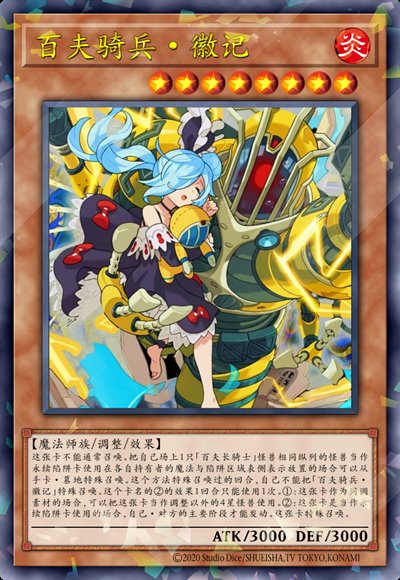 百夫骑兵·徽记
炎
【魔法师族/调整/效果】
这张卡不能通常召唤。把自己场上1只「百夫长骑士」怪兽相同纵列的怪兽当作
永续陷阱卡使用在各自持有者的魔法与陷阱区域表侧表示放置的场合可以从
手卡·墓地特殊召唤。这个方法特殊召唤过的回合,自己不能把「百夫骑兵·
徽记」特殊召唤。这个卡名的②的效果1回合只能使用1次。①:这张卡作为同调
素材的场合,可以把这张卡当作调整以外的4星怪兽使用。②:这张卡是当作永
续陷阱卡使用的场合,自己·对方的主要阶段才能发动。这张卡特殊召唤。
ATK/3000 DEF/3000
©2020 Studio Dice/SHUEISHA,TV TOKYO,KONAMI